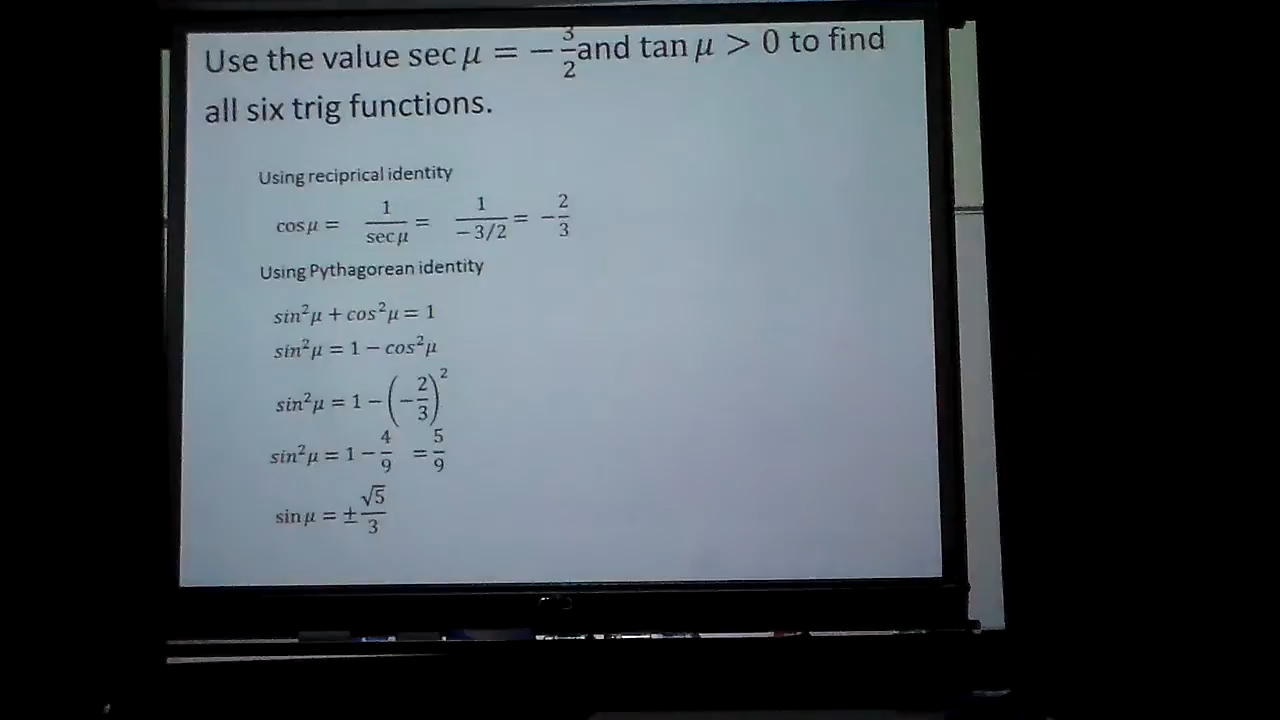 Use the value sec μ = −3/2 and tan μ > 0 to find
all six trig functions.
Using reciprical identity
cos μ = 1/sec μ = 1/−3/2 = −2/3
Using Pythagorean identity
sin²μ + cos²μ = 1
sin²μ = 1 − cos²μ
sin²μ = 1 − (−2/3)²
sin²μ = 1 − 4/9 = 5/9
sin μ = ± √5/3